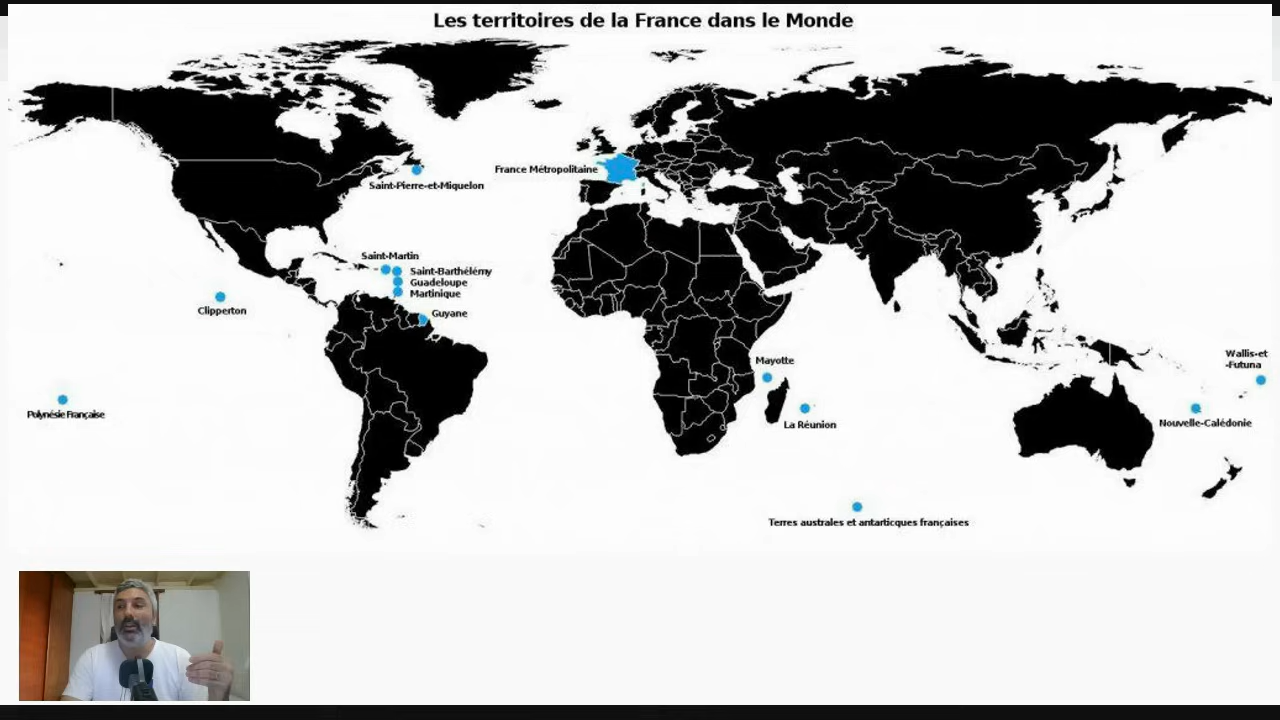 Les territoires de la France dans le Monde
France Métropolitaine
Saint-Pierre-et-Miquelon
Saint-Martin
Saint-Barthélémy
Guadeloupe
Martinique
Clipperton
Guyane
Mayotte
Wallis-et
-Futuna
Polynésie Française
La Réunion
Nouvelle-Calédonie
Terres australes et antarticques françaises